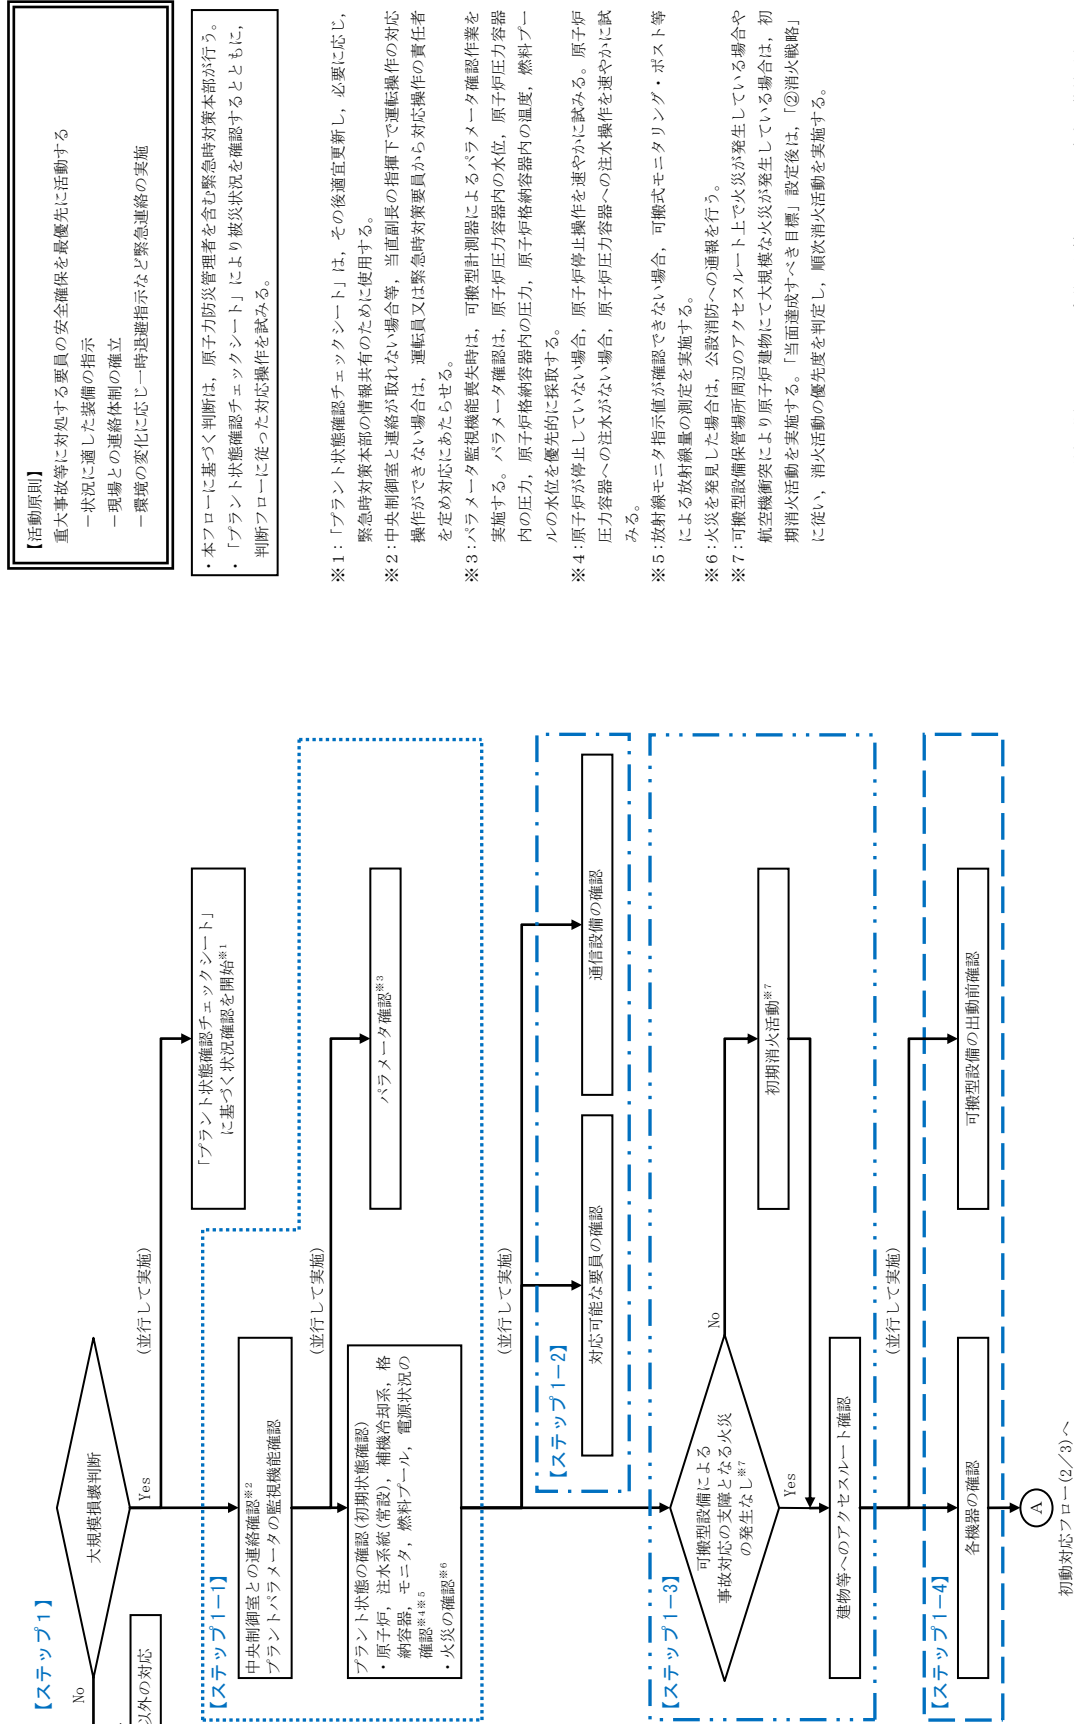 【ステップ1】
大規模損壊判断
No
Yes
以外の対応
(並行して実施)
「プラント状態確認チェックシート」
に基づく状況確認を開始※1
【ステップ1-1】
中央制御室との連絡確認※2
プラントパラメータの監視機能確認
(並行して実施)
プラント状態の確認(初期状態確認)
・原子炉，注水系統(常設)，補機冷却系，格
納容器，モニタ，燃料プール，電源状況の
確認※4※5
・火災の確認※6
パラメータ確認※3
(並行して実施)
【ステップ1-2】
対応可能な要員の確認
通信設備の確認
【ステップ1-3】
可搬型設備による
事故対応の支障となる火災
の発生なし※7
No
Yes
初期消火活動※7
建物等へのアクセスルート確認
(並行して実施)
【ステップ1-4】
各機器の確認
可搬型設備の出動前確認
A
初動対応フロー(2/3)へ
【活動原則】
重大事故等に対処する要員の安全確保を最優先に活動する
－状況に適した装備の指示
－現場との連絡体制の確立
－環境の変化に応じ一時退避指示など緊急連絡の実施
・本フローに基づく判断は，原子力防災管理者を含む緊急時対策本部が行う。
・「プラント状態確認チェックシート」により被災状況を確認するとともに，
判断フローに従った対応操作を試みる。
※1：「プラント状態確認チェックシート」は，その後適宜更新し，必要に応じ，
緊急時対策本部の情報共有のために使用する。
※2：中央制御室と連絡が取れない場合等，当直副長の指揮下で運転操作の対応
操作ができない場合は，運転員又は緊急時対策要員から対応操作の責任者
を定め対応にあたらせる。
※3：パラメータ監視機能喪失時は，可搬型計測器によるパラメータ確認作業を
実施する。パラメータ確認は，原子炉圧力容器内の水位，原子炉圧力容器
内の圧力，原子炉格納容器内の圧力，原子炉格納容器内の温度，燃料プー
ルの水位を優先的に採取する。
※4：原子炉が停止していない場合，原子炉停止操作を速やかに試みる。原子炉
圧力容器への注水がない場合，原子炉圧力容器への注水操作を速やかに試
みる。
※5：放射線モニタ指示値が確認できない場合，可搬式モニタリング・ポスト等
による放射線量の測定を実施する。
※6：火災を発見した場合は，公設消防への通報を行う。
※7：可搬型設備保管場所周辺のアクセスルート上で火災が発生している場合や
航空機衝突により原子炉建物にて大規模な火災が発生している場合は，初
期消火活動を実施する。「当面達成すべき目標」設定後は，「②消火戦略」
に従い，消火活動の優先度を判定し，順次消火活動を実施する。